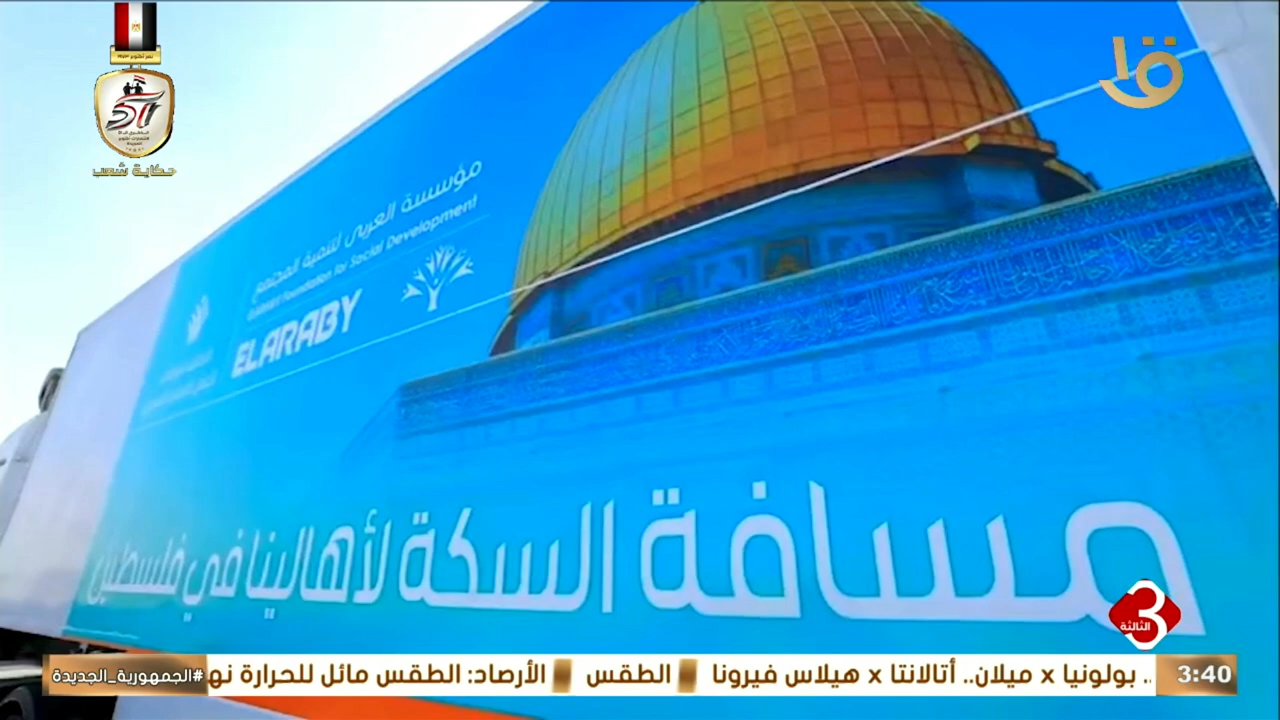 حكاية شعب
مؤسسة العربي لتنمية المجتمع
Elaraby Foundation for Social Development
ELARABY
مسافة السكة لأهالينا في فلسطين
3
الثالثة
3:40
.. بولونيا x ميلان.. أتالانتا x هيلاس فيرونا الطقس الأرصاد: الطقس مائل للحرارة نه
#الجمهورية_الجديدة